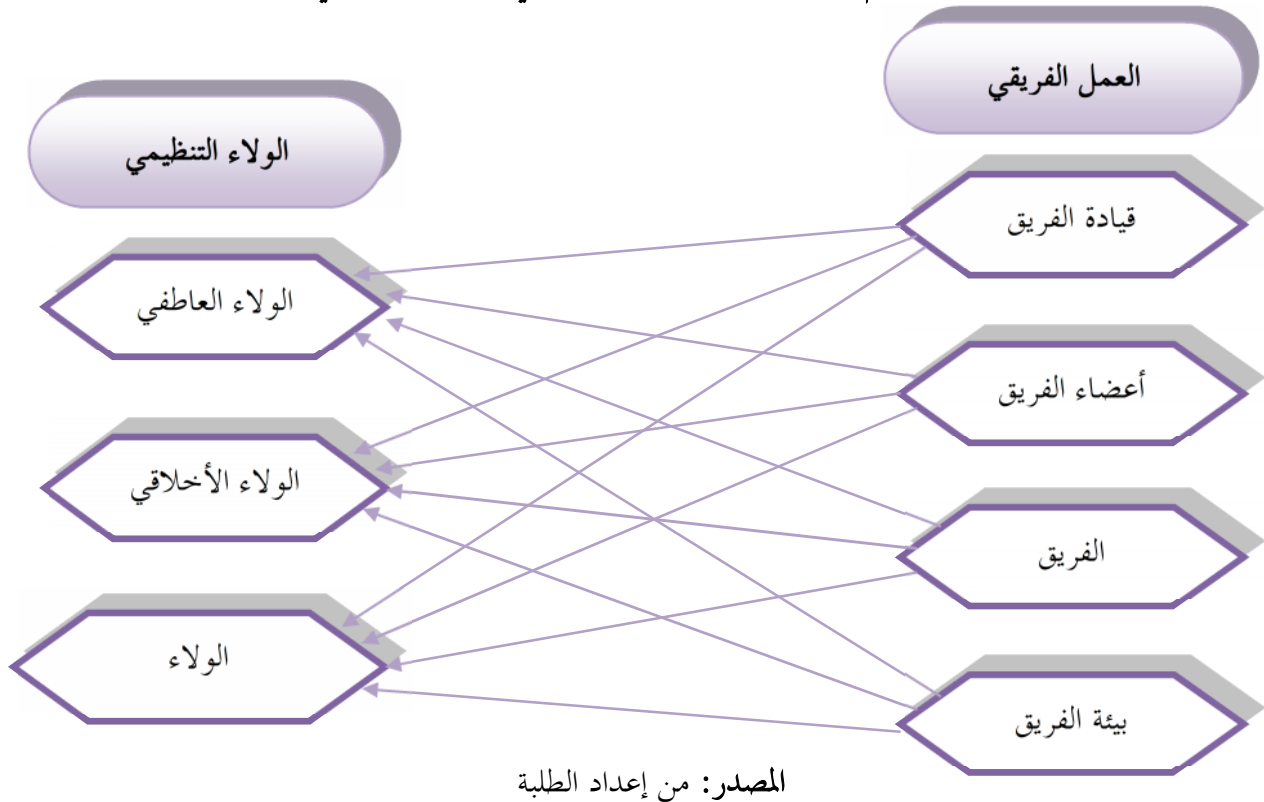 العمل الفريقي
الولاء التنظيمي
قيادة الفريق
الولاء العاطفي
أعضاء الفريق
الولاء الأخلاقي
الفريق
الولاء
بيئة الفريق
المصدر: من إعداد الطلبة